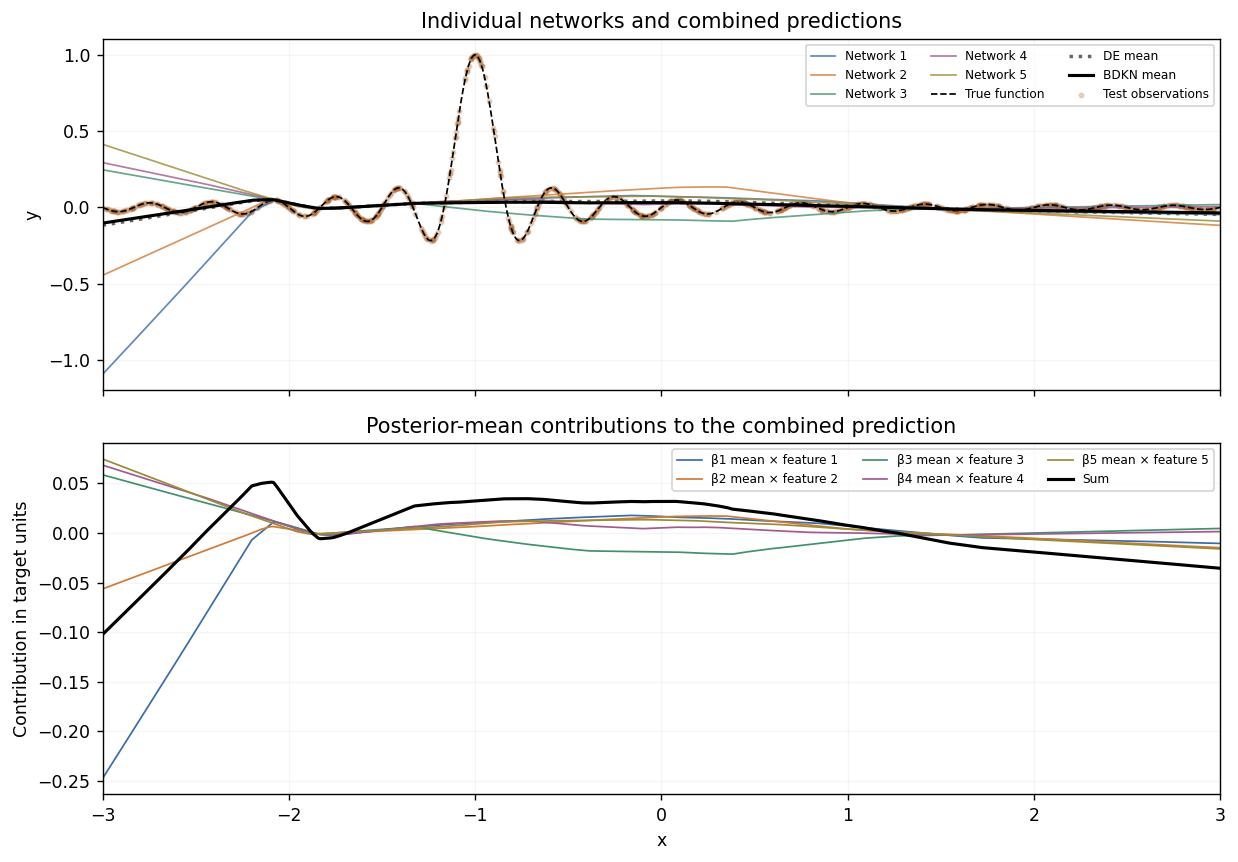 Individual networks and combined predictions
Network 1 Network 4 DE mean
Network 2 Network 5 BDKN mean
Network 3 True function Test observations
y
1.0
0.5
0.0
−0.5
−1.0
Posterior-mean contributions to the combined prediction
β1 mean × feature 1 β3 mean × feature 3 β5 mean × feature 5
β2 mean × feature 2 β4 mean × feature 4 Sum
Contribution in target units
0.05
0.00
−0.05
−0.10
−0.15
−0.20
−0.25
−3 −2 −1 0 1 2 3
x